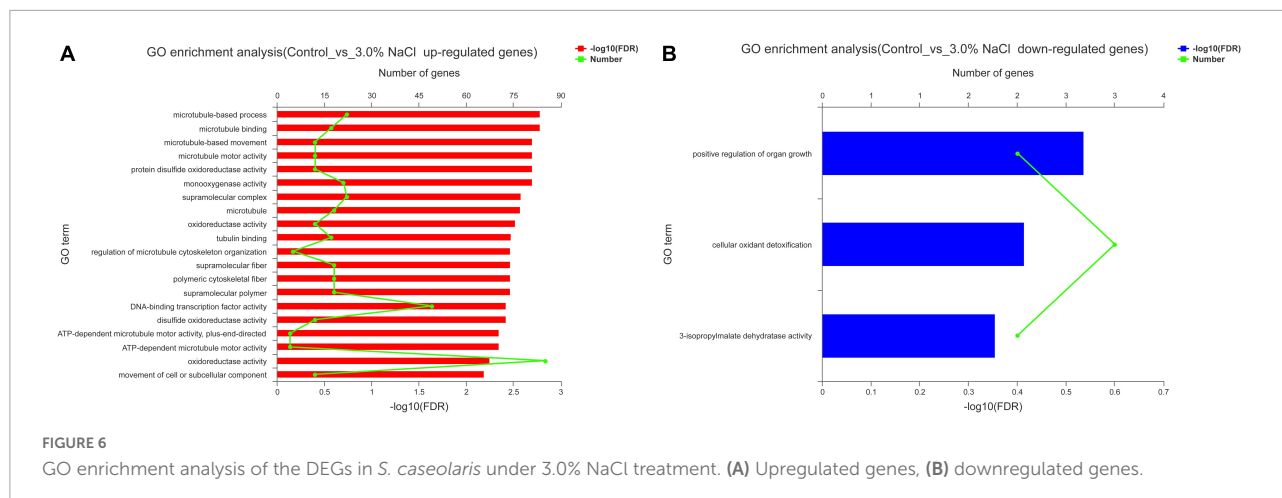 A
GO enrichment analysis(Control_vs_3.0% NaCl up-regulated genes)
-log10(FDR)
Number
Number of genes
0 15 30 45 60 75 90
GO term
microtubule-based process
microtubule binding
microtubule-based movement
microtubule motor activity
protein disulfide oxidoreductase activity
monooxygenase activity
supramolecular complex
microtubule
oxidoreductase activity
tubulin binding
regulation of microtubule cytoskeleton organization
supramolecular fiber
polymeric cytoskeletal fiber
supramolecular polymer
DNA-binding transcription factor activity
disulfide oxidoreductase activity
ATP-dependent microtubule motor activity, plus-end-directed
ATP-dependent microtubule motor activity
oxidoreductase activity
movement of cell or subcellular component
0 0.5 1 1.5 2 2.5 3
-log10(FDR)
B
GO enrichment analysis(Control_vs_3.0% NaCl down-regulated genes)
-log10(FDR)
Number
Number of genes
0 1 1 2 2 3 3 4
GO term
positive regulation of organ growth
cellular oxidant detoxification
3-isopropylmalate dehydratase activity
0 0.1 0.2 0.3 0.4 0.5 0.6 0.7
-log10(FDR)
FIGURE 6
GO enrichment analysis of the DEGs in S. caseolaris under 3.0% NaCl treatment. (A) Upregulated genes, (B) downregulated genes.